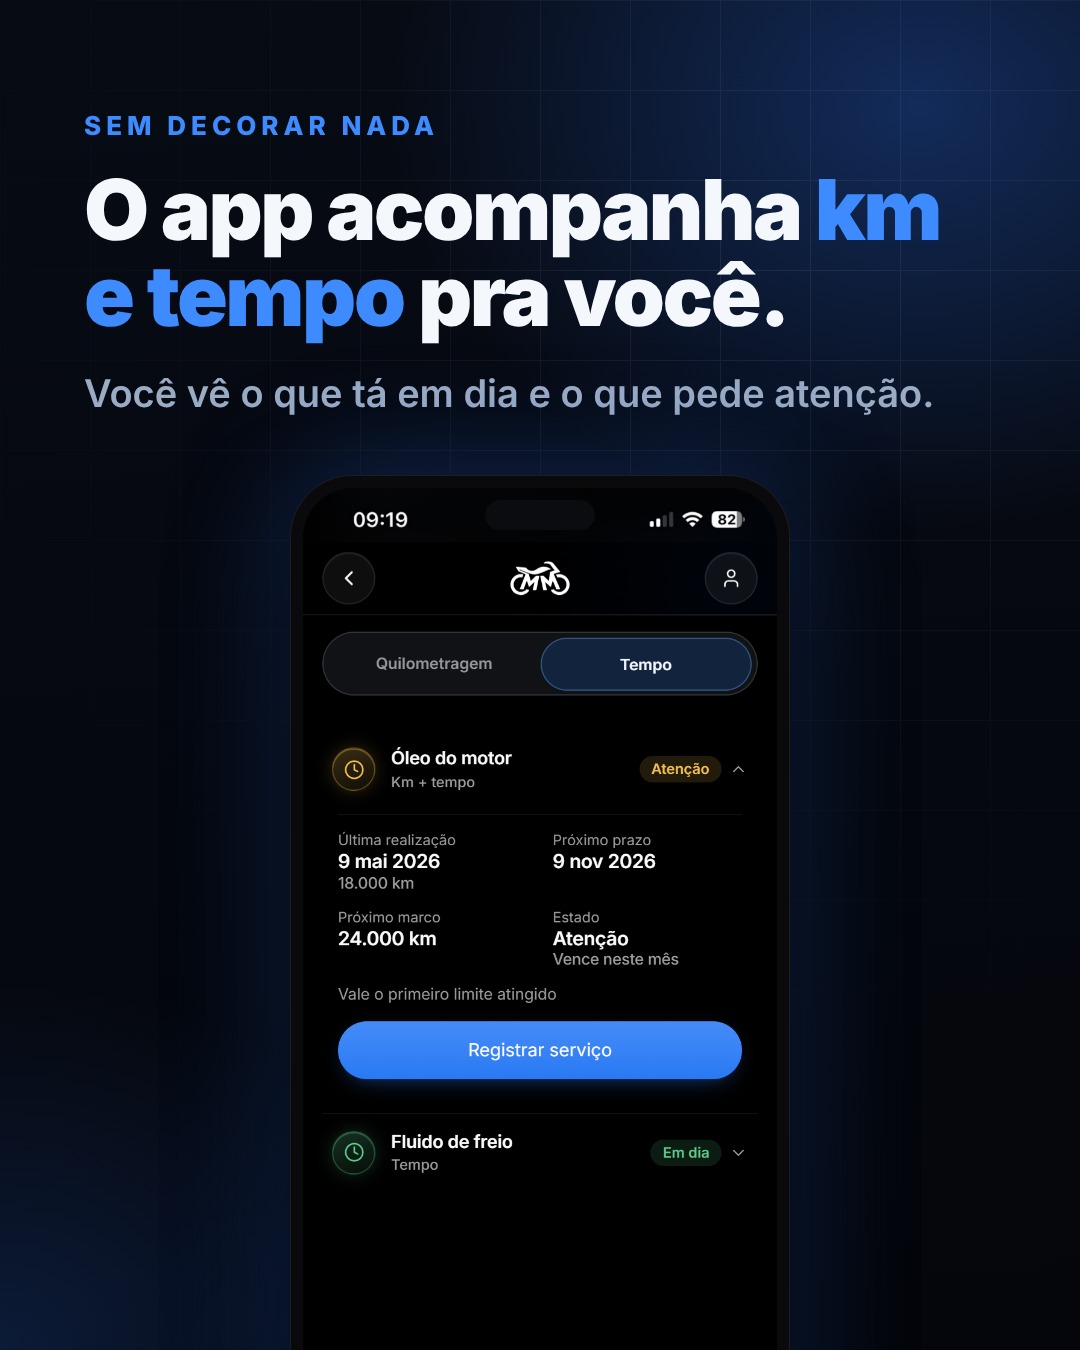 SEM DECORAR NADA
O app acompanha km
e tempo pra você.
Você vê o que tá em dia e o que pede atenção.
09:19
82
MM
Quilometragem
Tempo
Óleo do motor
Km + tempo
Atenção
Última realização
9 mai 2026
18.000 km
Próximo prazo
9 nov 2026
Próximo marco
24.000 km
Estado
Atenção
Vence neste mês
Vale o primeiro limite atingido
Registrar serviço
Fluido de freio
Tempo
Em dia